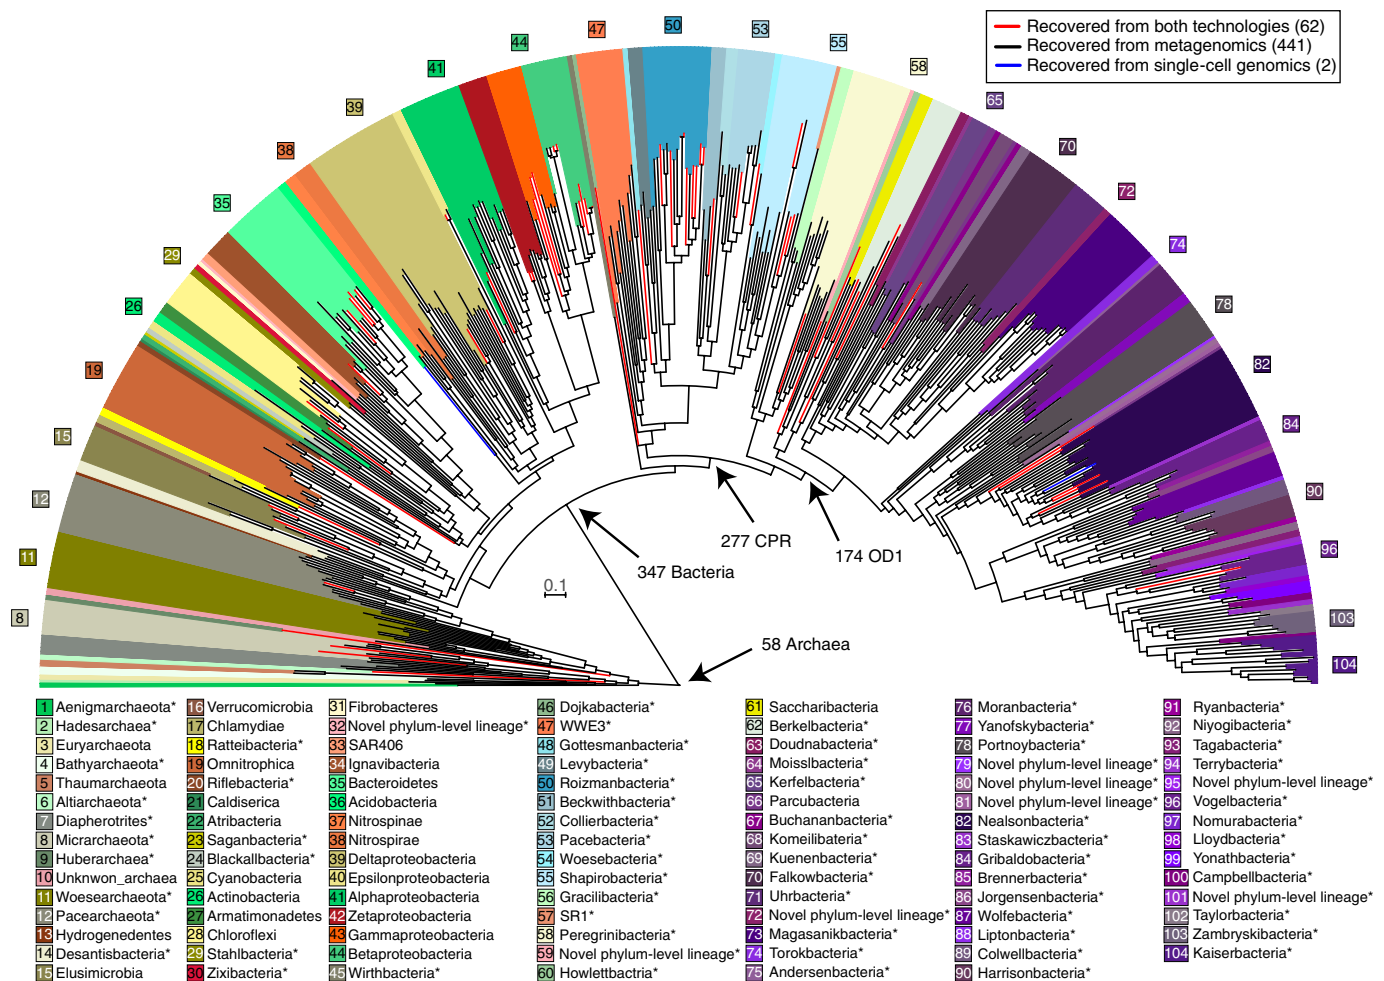 Recovered from both technologies (62)
Recovered from metagenomics (441)
Recovered from single-cell genomics (2)
50
47
53
44
55
41
58
39
65
38
70
35
72
29
74
26
78
19
82
15
84
12
90
11
96
8
103
104
277 CPR
174 OD1
347 Bacteria
0.1
58 Archaea
1 Aenigmarchaeota*
2 Hadesarchaea*
3 Euryarchaeota
4 Bathyarchaeota*
5 Thaumarchaeota
6 Altiarchaeota*
7 Diapherotrites*
8 Micrarchaeota*
9 Huberarchaea*
10 Unknwon_archaea
11 Woesearchaeota*
12 Pacearchaeota*
13 Hydrogenedentes
14 Desantisbacteria*
15 Elusimicrobia
16 Verrucomicrobia
17 Chlamydiae
18 Ratteibacteria*
19 Omnitrophica
20 Riflebacteria*
21 Caldiserica
22 Atribacteria
23 Saganbacteria*
24 Blackallbacteria*
25 Cyanobacteria
26 Actinobacteria
27 Armatimonadetes
28 Chloroflexi
29 Stahlbacteria*
30 Zixibacteria*
31 Fibrobacteres
32 Novel phylum-level lineage*
33 SAR406
34 Ignavibacteria
35 Bacteroidetes
36 Acidobacteria
37 Nitrospinae
38 Nitrospirae
39 Deltaproteobacteria
40 Epsilonproteobacteria
41 Alphaproteobacteria
42 Zetaproteobacteria
43 Gammaproteobacteria
44 Betaproteobacteria
45 Wirthbacteria*
46 Dojkabacteria*
47 WWE3*
48 Gottesmanbacteria*
49 Levybacteria*
50 Roizmanbacteria*
51 Beckwithbacteria*
52 Collierbacteria*
53 Pacebacteria*
54 Woesebacteria*
55 Shapirobacteria*
56 Gracilibacteria*
57 SR1*
58 Peregrinibacteria*
59 Novel phylum-level lineage*
60 Howlettbactria*
61 Saccharibacteria
62 Berkelbacteria*
63 Doudnabacteria*
64 Moisslbacteria*
65 Kerfelbacteria*
66 Parcubacteria
67 Buchananbacteria*
68 Komeilibateria*
69 Kuenenbacteria*
70 Falkowbacteria*
71 Uhrbacteria*
72 Novel phylum-level lineage*
73 Magasanikbacteria*
74 Torokbacteria*
75 Andersenbacteria*
76 Moranbacteria*
77 Yanofskybacteria*
78 Portnoybacteria*
79 Novel phylum-level lineage*
80 Novel phylum-level lineage*
81 Novel phylum-level lineage*
82 Nealsonbacteria*
83 Staskawiczbacteria*
84 Gribaldobacteria*
85 Brennerbacteria*
86 Jorgensenbacteria*
87 Wolfebacteria*
88 Liptonbacteria*
89 Colwellbacteria*
90 Harrisonbacteria*
91 Ryanbacteria*
92 Niyogibacteria*
93 Tagabacteria*
94 Terrybacteria*
95 Novel phylum-level lineage*
96 Vogelbacteria*
97 Nomurabacteria*
98 Lloydbacteria*
99 Yonathbacteria*
100 Campbellbacteria*
101 Novel phylum-level lineage*
102 Taylorbacteria*
103 Zambryskibacteria*
104 Kaiserbacteria*